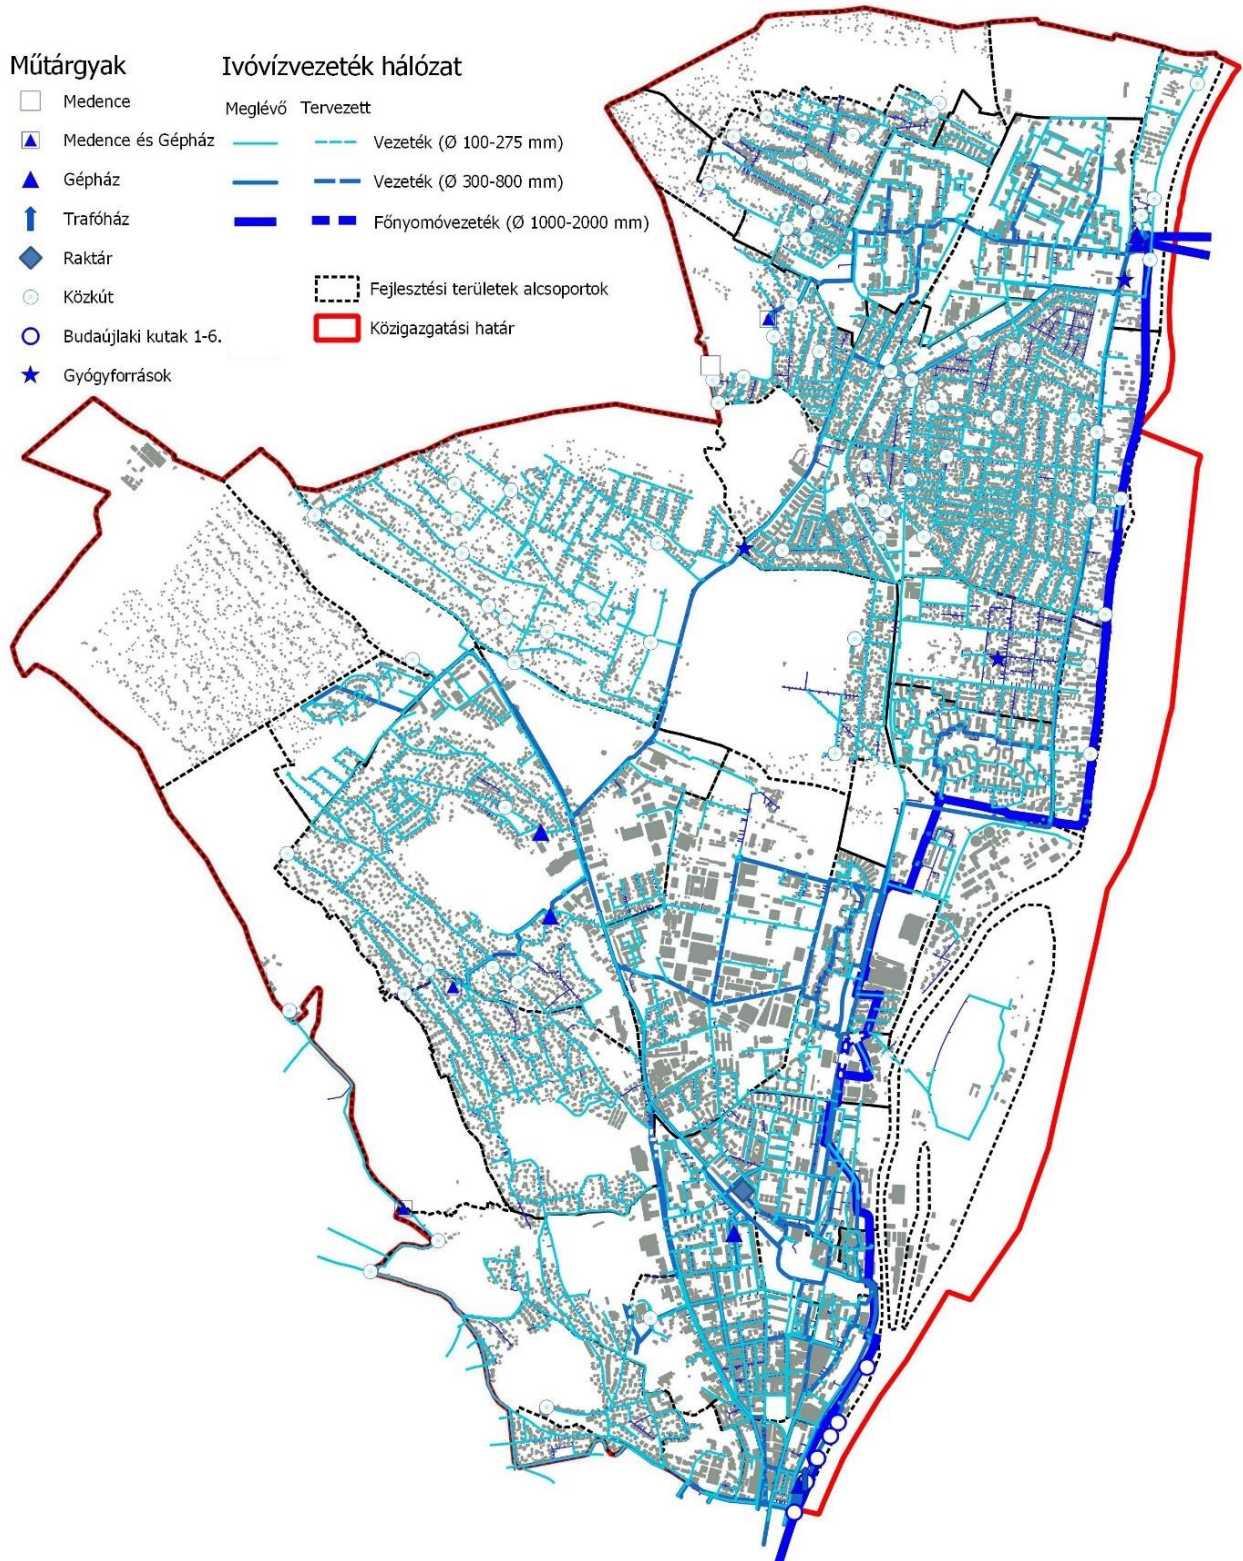 Műtárgyak
Medence
Medence és Gépház
Gépház
Trafóház
Raktár
Közkút
Budaújlaki kutak 1-6.
Gyógyforrások
Ivóvízvezeték hálózat
Meglévő Tervezett
Vezeték (Ø 100-275 mm)
Vezeték (Ø 300-800 mm)
Főnyomóvezeték (Ø 1000-2000 mm)
Fejlesztési területek alcsoportok
Közigazgatási határ